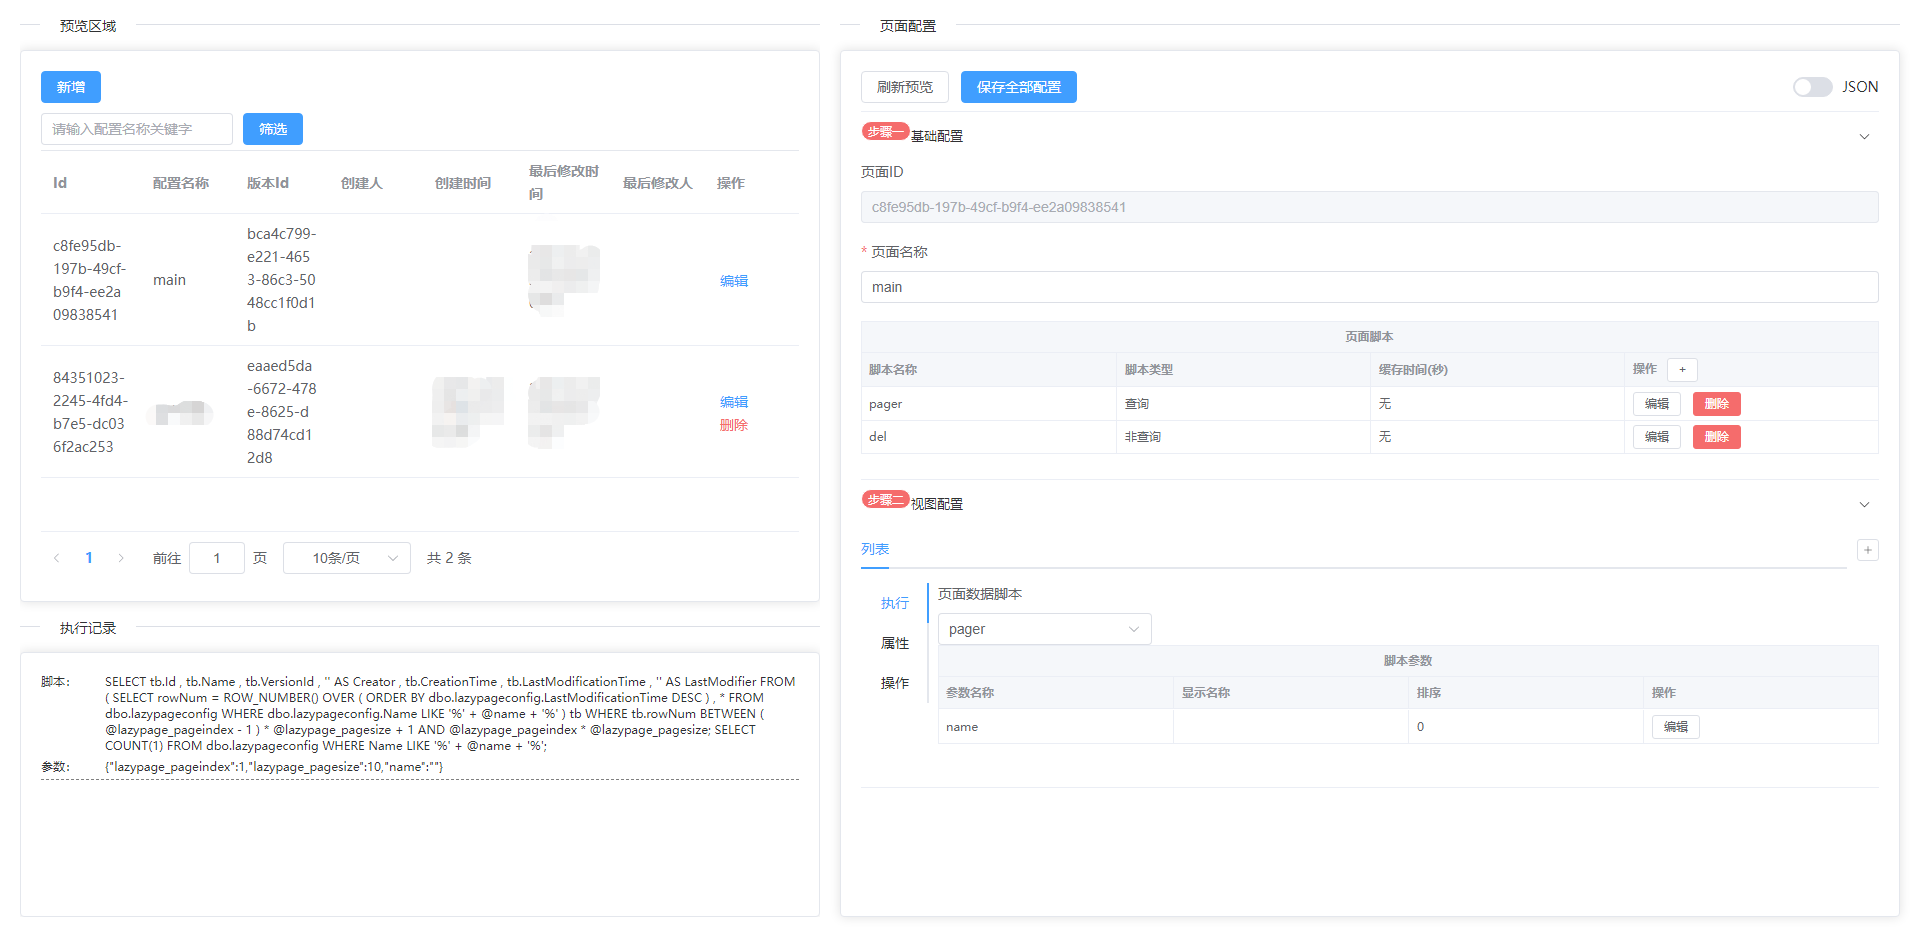 预览区域
新增
请输入配置名称关键字
筛选
Id 配置名称 版本Id 创建人 创建时间 最后修改时间 最后修改人 操作
c8fe95db-
197b-49cf-
b9f4-ee2a
09838541
main
bca4c799-
e221-465
3-86c3-50
48cc1f0d1
b
编辑
84351023-
2245-4fd4-
b7e5-dc03
6f2ac253
eaaed5da
-6672-478
e-8625-d
88d74cd1
2d8
编辑
删除
1 前往 1 页 10条/页 共 2 条
执行记录
脚本: SELECT tb.Id , tb.Name , tb.VersionId , '' AS Creator , tb.CreationTime , tb.LastModificationTime , '' AS LastModifier FROM
( SELECT rowNum = ROW_NUMBER() OVER ( ORDER BY dbo.lazypageconfig.LastModificationTime DESC ) , * FROM
dbo.lazypageconfig WHERE dbo.lazypageconfig.Name LIKE '%' + @name + '%' ) tb WHERE tb.rowNum BETWEEN (
@lazypage_pageindex - 1 ) * @lazypage_pagesize + 1 AND @lazypage_pageindex * @lazypage_pagesize; SELECT
COUNT(1) FROM dbo.lazypageconfig WHERE Name LIKE '%' + @name + '%';
参数: {"lazypage_pageindex":1,"lazypage_pagesize":10,"name":""}
页面配置
刷新预览 保存全部配置 JSON
步骤一 基础配置
页面ID
c8fe95db-197b-49cf-b9f4-ee2a09838541
* 页面名称
main
页面脚本
脚本名称 脚本类型 缓存时间(秒) 操作 +
pager 查询 无 编辑 删除
del 非查询 无 编辑 删除
步骤二 视图配置
列表 +
执行
属性
操作
页面数据脚本
pager
脚本参数
参数名称 显示名称 排序 操作
name 0 编辑